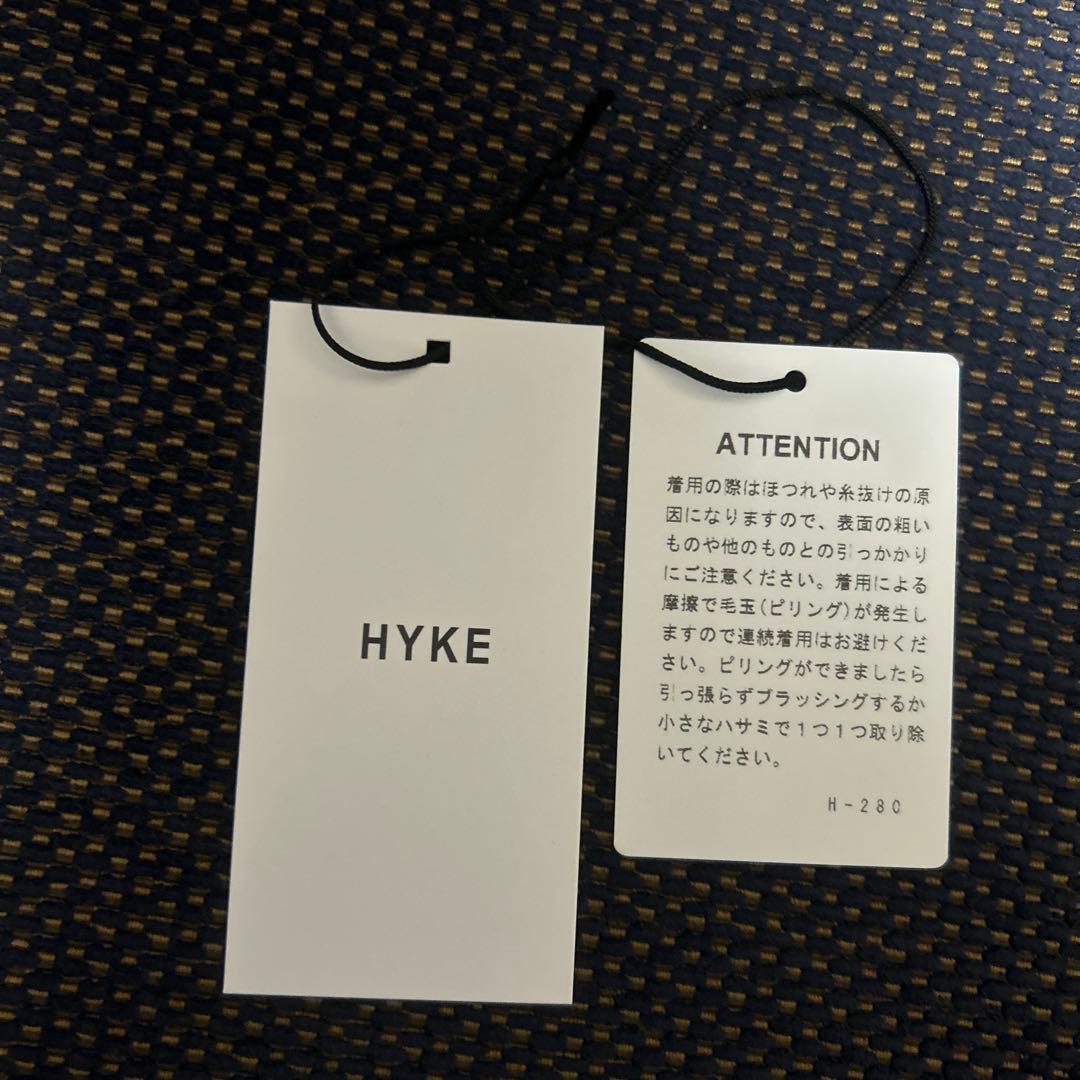 HYKE
ATTENTION
着用の際はほつれや糸抜けの原
因になりますので、表面の粗い
ものや他のものとの引っかかり
にご注意ください。着用による
摩擦で毛玉(ピリング)が発生し
ますので連続着用はお避けくだ
さい。ピリングができましたら
引っ張らずブラッシングするか
小さなハサミで1つ1つ取り除
いてください。
H-280